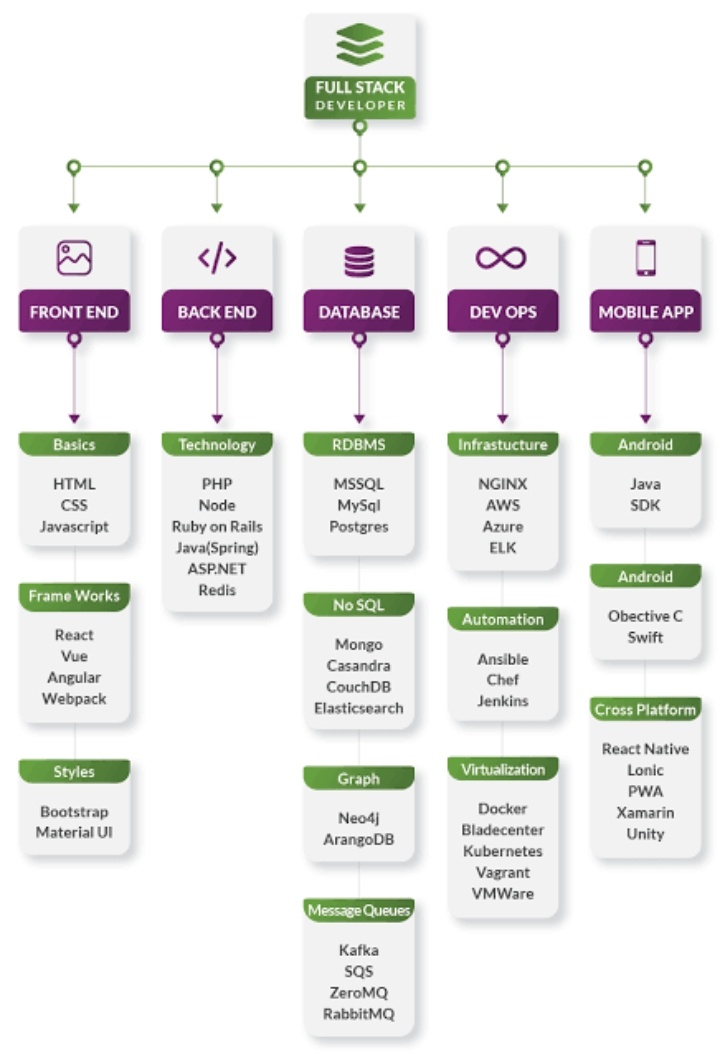 FULL STACK
DEVELOPER
FRONT END
BACK END
DATABASE
DEV OPS
MOBILE APP
Basics
HTML
CSS
Javascript
Frame Works
React
Vue
Angular
Webpack
Styles
Bootstrap
Material UI
Technology
PHP
Node
Ruby on Rails
Java(Spring)
ASP.NET
Redis
RDBMS
MSSQL
MySql
Postgres
No SQL
Mongo
Casandra
CouchDB
Elasticsearch
Graph
Neo4j
ArangoDB
Message Queues
Kafka
SQS
ZeroMQ
RabbitMQ
Infrastucture
NGINX
AWS
Azure
ELK
Automation
Ansible
Chef
Jenkins
Virtualization
Docker
Bladecenter
Kubernetes
Vagrant
VMWare
Android
Java
SDK
Android
Obective C
Swift
Cross Platform
React Native
Lonic
PWA
Xamarin
Unity